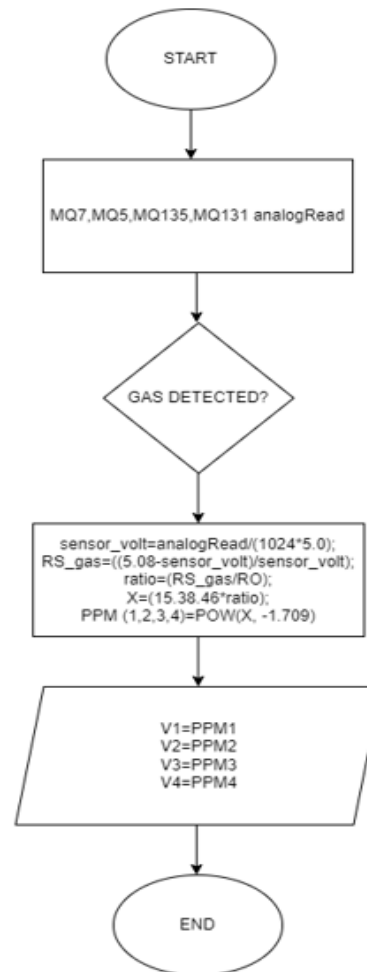 START
MQ7,MQ5,MQ135,MQ131 analogRead
GAS DETECTED?
sensor_volt=analogRead/(1024*5.0);
RS_gas=((5.08-sensor_volt)/sensor_volt);
ratio=(RS_gas/RO);
X=(15.38.46*ratio);
PPM (1,2,3,4)=POW(X, -1.709)
V1=PPM1
V2=PPM2
V3=PPM3
V4=PPM4
END